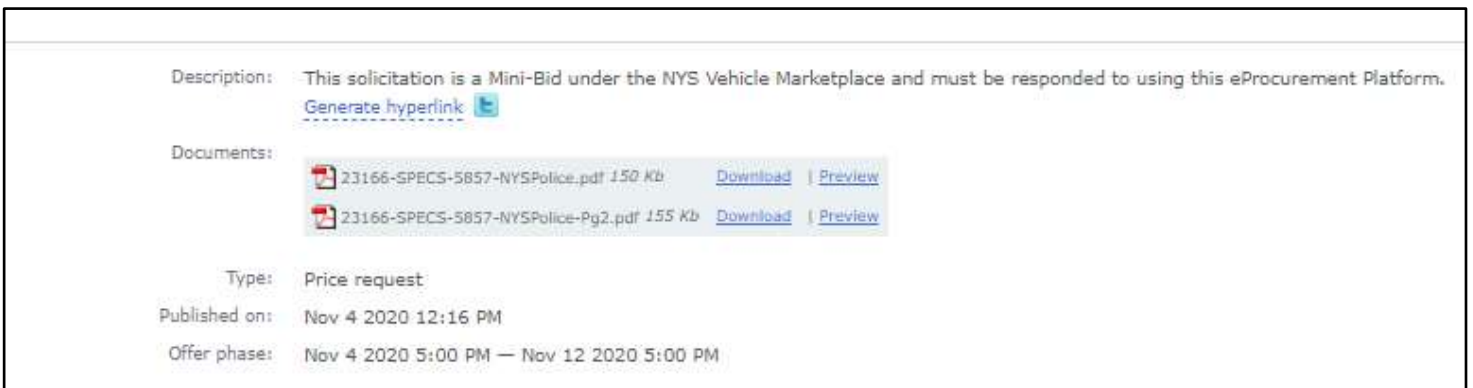 Description: This solicitation is a Mini-Bid under the NYS Vehicle Marketplace and must be responded to using this eProcurement Platform.
Generate hyperlink
Documents:
23166-SPECS-5857-NYSPolice.pdf 150 Kb Download | Preview
23166-SPECS-5857-NYSPolice-Pg2.pdf 155 Kb Download | Preview
Type: Price request
Published on: Nov 4 2020 12:16 PM
Offer phase: Nov 4 2020 5:00 PM — Nov 12 2020 5:00 PM